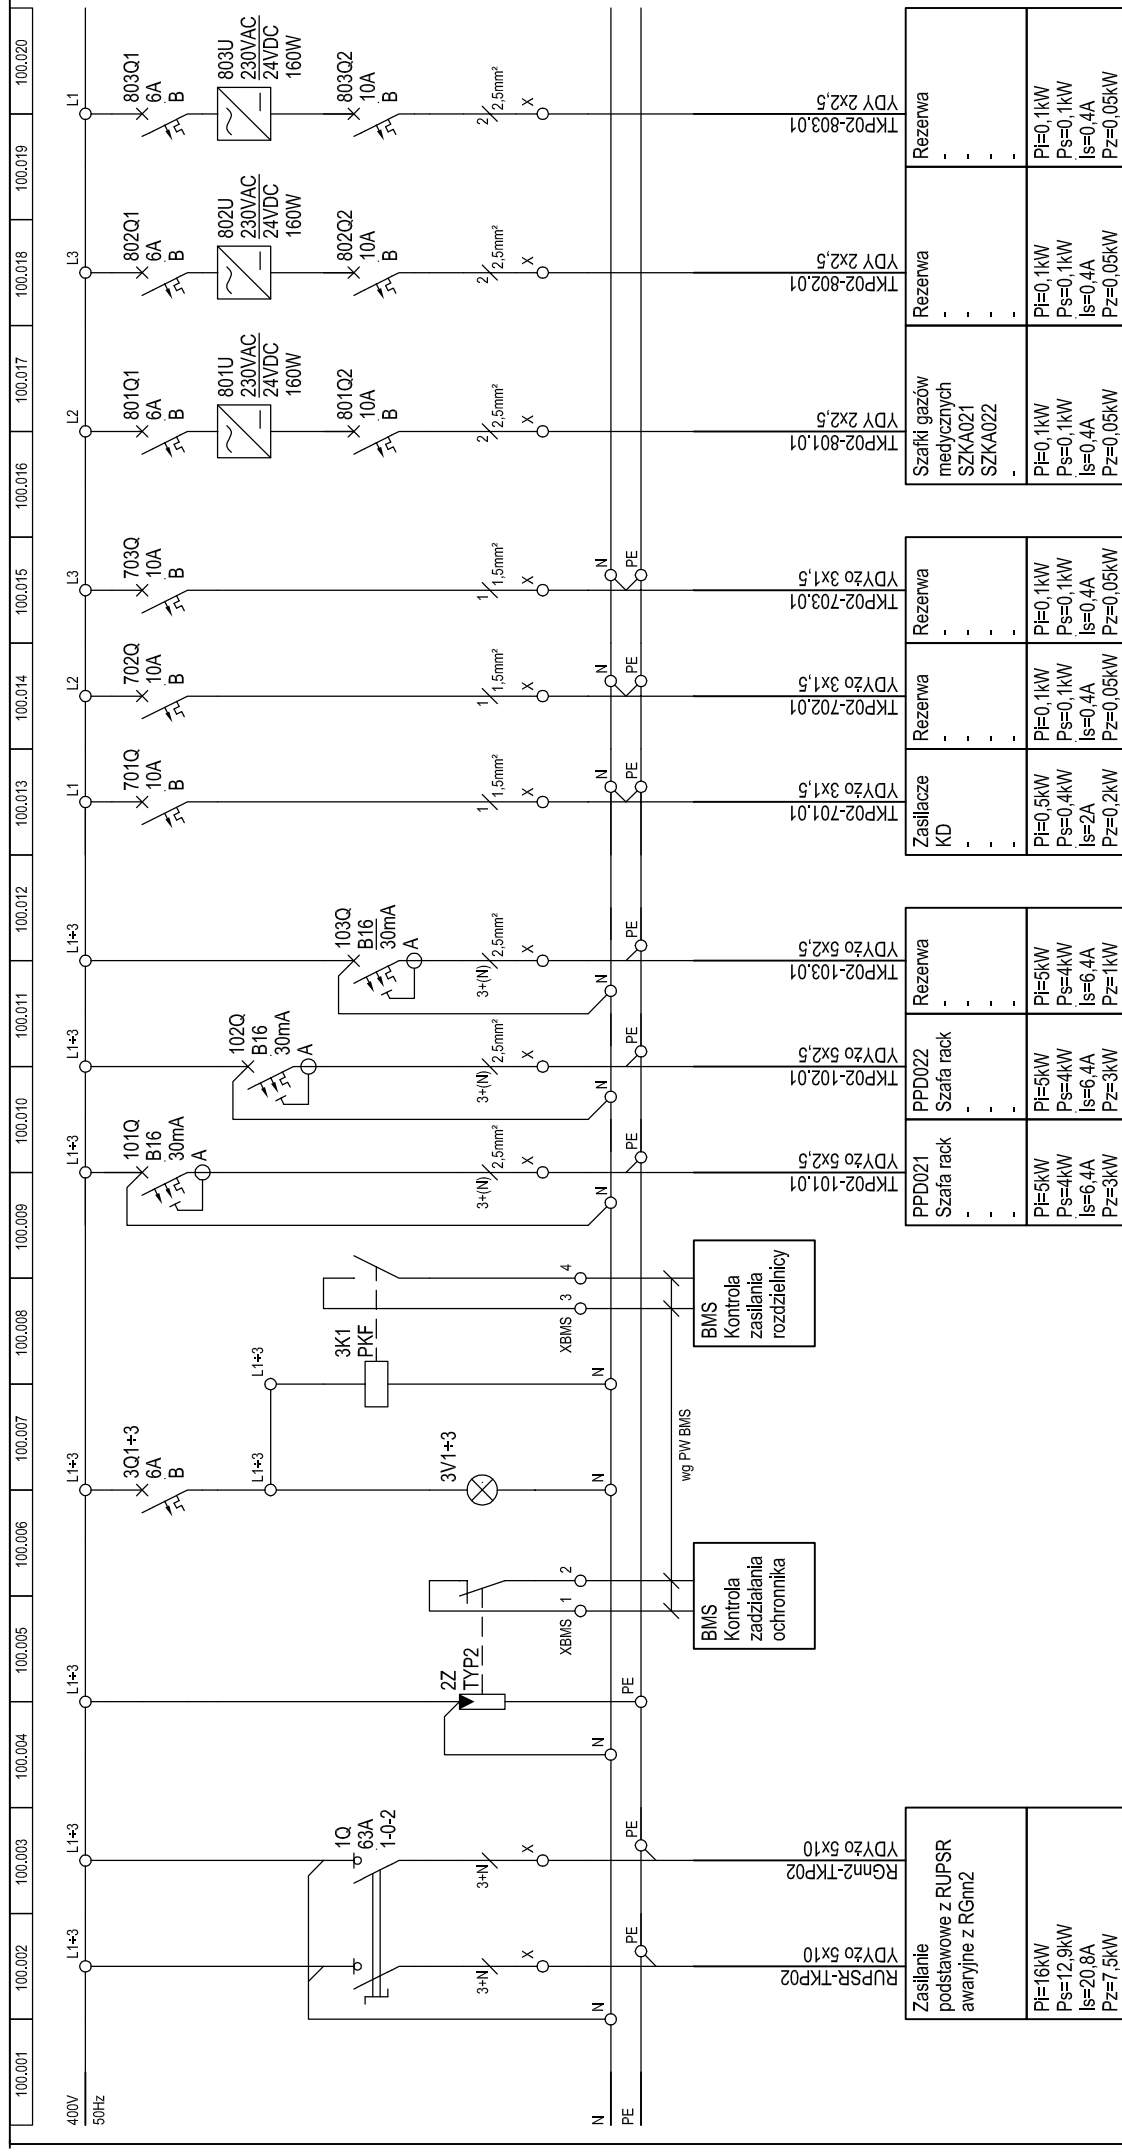 100.001
100.002
100.003
100.004
100.005
100.006
100.007
100.008
100.009
100.010
100.011
100.012
100.013
100.014
100.015
100.016
100.017
100.018
100.019
100.020
400V
50Hz
L1÷3
L1÷3
L1÷3
L1÷3
L1÷3
L1÷3
L1÷3
L1
L2
L3
L2
L3
L1
1Q
63A
1-0-2
3+N
3+N
X
X
N
PE
N
PE
PE
RUPSR-TKP02
YDYżo 5x10
RGnn2-TKP02
YDYżo 5x10
Zasilanie
podstawowe z RUPSR
awaryjne z RGnn2
Pi=16kW
Ps=12,9kW
Is=20,8A
Pz=7,5kW
2Z
TYP2
N
PE
XBMS
1
2
BMS
Kontrola
zadziałania
ochronnika
3Q1÷3
6A
B
L1÷3
L1÷3
3V1÷3
N
wg PW BMS
3K1
PKF
N
XBMS
3
4
BMS
Kontrola
zasilania
rozdzielnicy
101Q
B16
30mA
A
3+(N)
2,5mm²
X
N
PE
TKP02-101.01
YDYżo 5x2,5
PPD021
Szafa rack
.
.
.
Pi=5kW
Ps=4kW
Is=6,4A
Pz=3kW
102Q
B16
30mA
A
3+(N)
2,5mm²
X
N
PE
TKP02-102.01
YDYżo 5x2,5
PPD022
Szafa rack
.
.
.
Pi=5kW
Ps=4kW
Is=6,4A
Pz=3kW
103Q
B16
30mA
A
3+(N)
2,5mm²
X
N
PE
TKP02-103.01
YDYżo 5x2,5
Rezerwa
.
.
.
.
Pi=5kW
Ps=4kW
Is=6,4A
Pz=1kW
701Q
10A
B
1
1,5mm²
X
N
PE
TKP02-701.01
YDYżo 3x1,5
Zasilacze
KD
.
.
.
Pi=0,5kW
Ps=0,4kW
Is=2A
Pz=0,2kW
702Q
10A
B
1
1,5mm²
X
N
PE
TKP02-702.01
YDYżo 3x1,5
Rezerwa
.
.
.
.
Pi=0,1kW
Ps=0,1kW
Is=0,4A
Pz=0,05kW
703Q
10A
B
1
1,5mm²
X
N
PE
TKP02-703.01
YDYżo 3x1,5
Rezerwa
.
.
.
.
Pi=0,1kW
Ps=0,1kW
Is=0,4A
Pz=0,05kW
801Q1
6A
B
801U
230VAC
24VDC
160W
801Q2
10A
B
2
2,5mm²
X
TKP02-801.01
YDY 2x2,5
Szafki gazów
medycznych
SZKA021
SZKA022
.
Pi=0,1kW
Ps=0,1kW
Is=0,4A
Pz=0,05kW
802Q1
6A
B
802U
230VAC
24VDC
160W
802Q2
10A
B
2
2,5mm²
X
TKP02-802.01
YDY 2x2,5
Rezerwa
.
.
.
.
Pi=0,1kW
Ps=0,1kW
Is=0,4A
Pz=0,05kW
803Q1
6A
B
803U
230VAC
24VDC
160W
803Q2
10A
B
2
2,5mm²
X
TKP02-803.01
YDY 2x2,5
Rezerwa
.
.
.
.
Pi=0,1kW
Ps=0,1kW
Is=0,4A
Pz=0,05kW